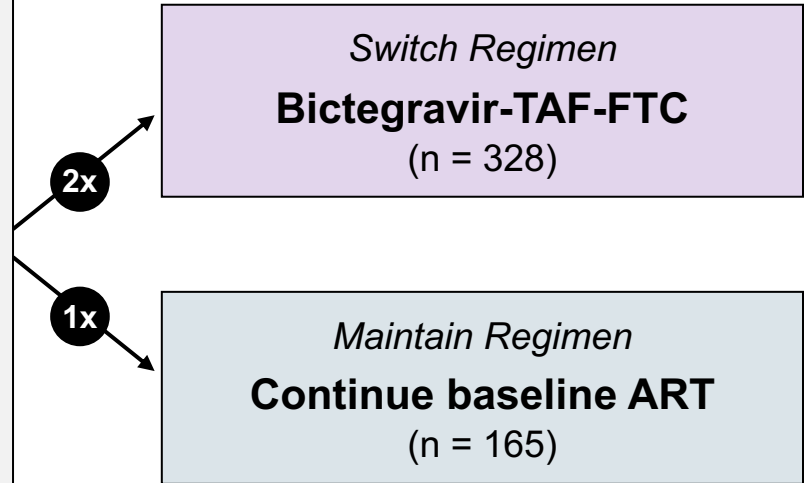 Switch Regimen
Bictegravir-TAF-FTC
(n = 328)
2x
1x
Maintain Regimen
Continue baseline ART
(n = 165)